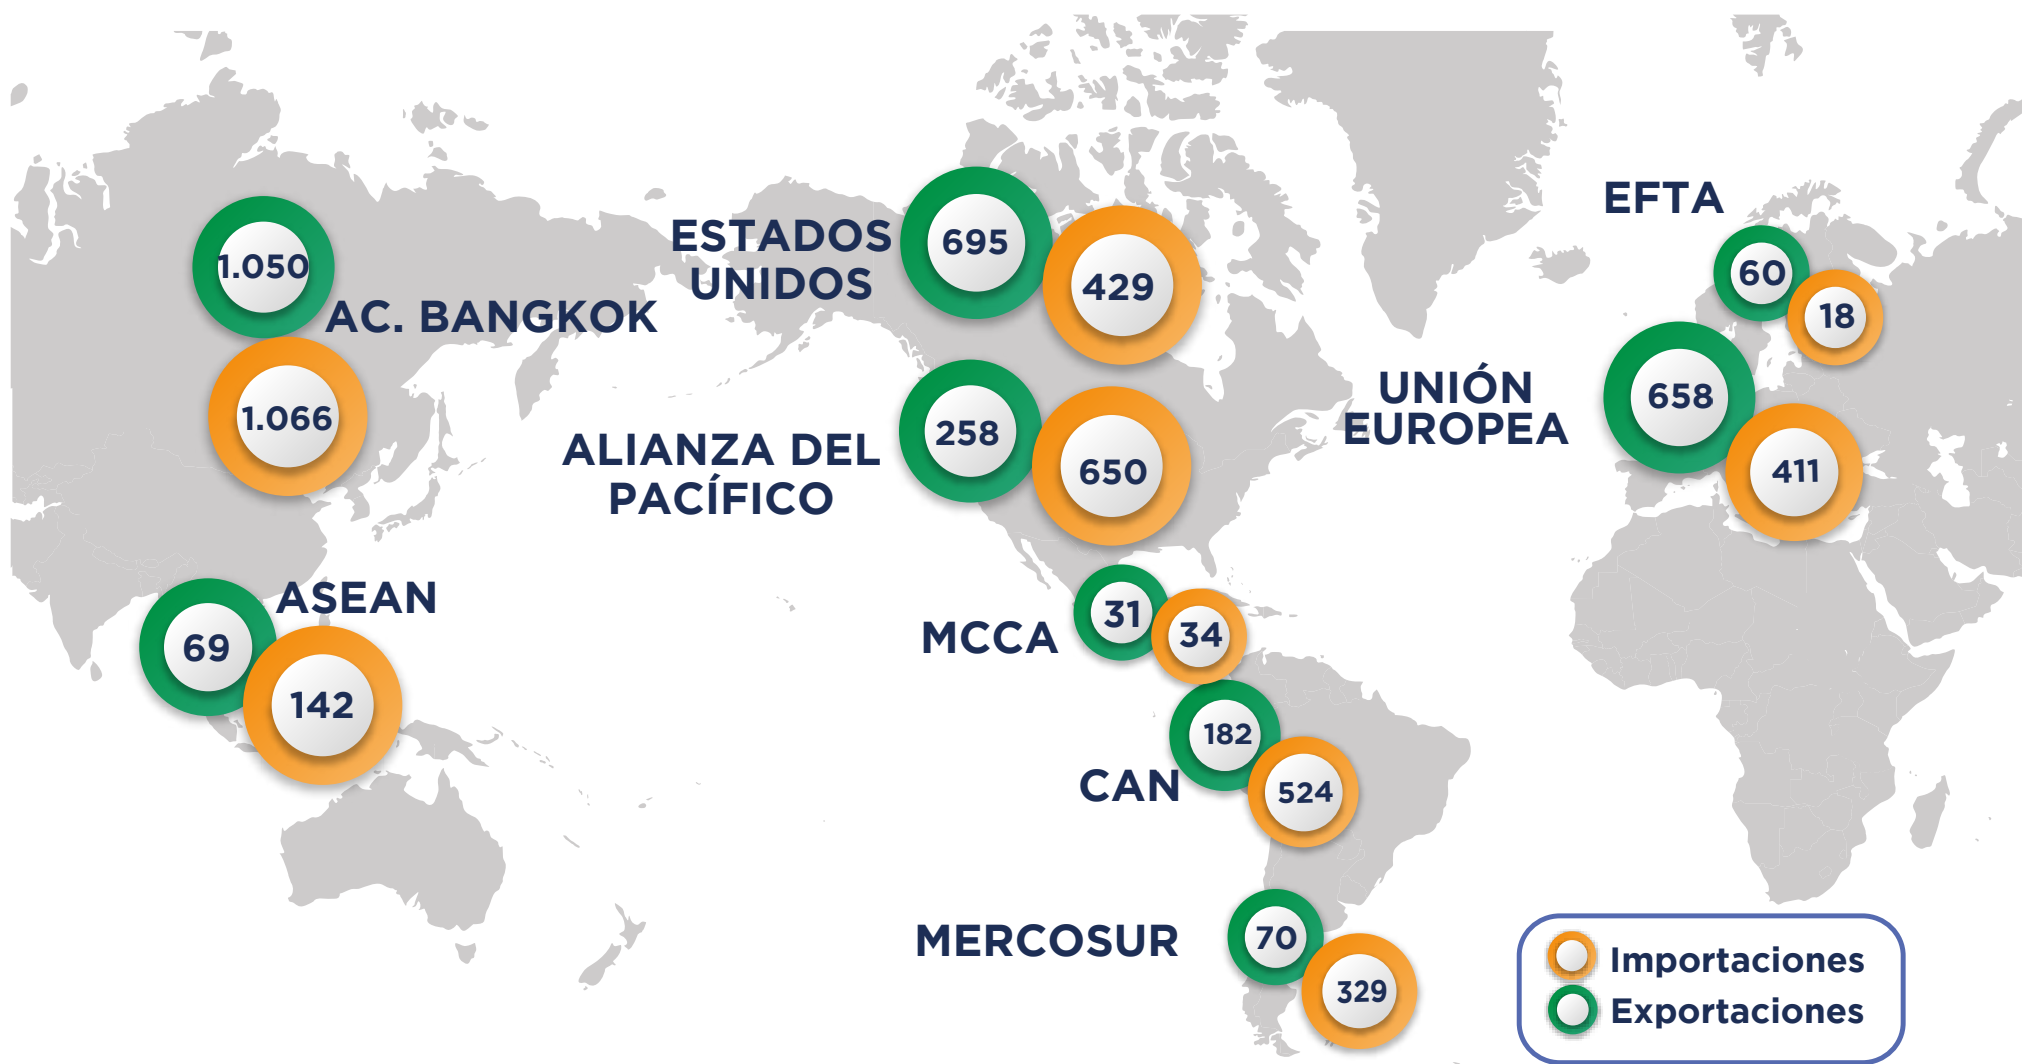 1.050
AC. BANGKOK
1.066
ASEAN
69
142
ESTADOS
UNIDOS
695
429
ALIANZA DEL
PACÍFICO
258
650
MCCA
31
34
182
CAN
524
MERCOSUR
70
329
EFTA
60
18
UNIÓN
EUROPEA
658
411
Importaciones
Exportaciones